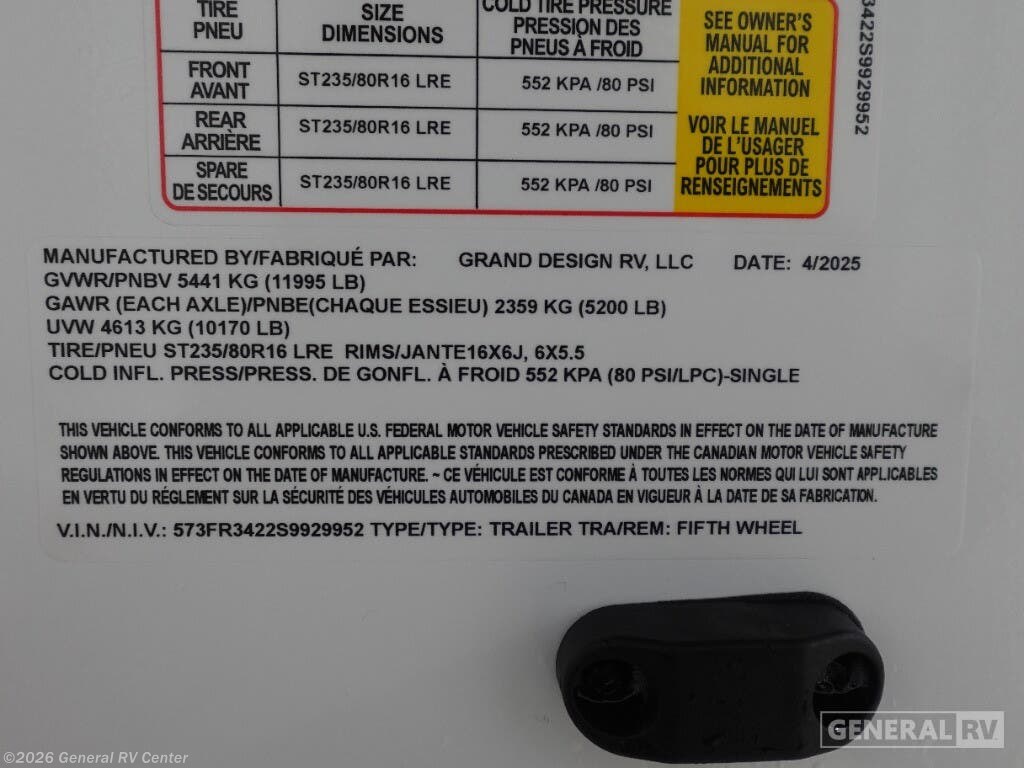 TIRE
PNEU
SIZE
DIMENSIONS
COLD TIRE PRESSURE
PRESSION DES
PNEUS À FROID
FRONT
AVANT
ST235/80R16 LRE
552 KPA /80 PSI
REAR
ARRIÈRE
ST235/80R16 LRE
552 KPA /80 PSI
SPARE
DE SECOURS
ST235/80R16 LRE
552 KPA /80 PSI
SEE OWNER'S
MANUAL FOR
ADDITIONAL
INFORMATION
VOIR LE MANUEL
DE L'USAGER
POUR PLUS DE
RENSEIGNEMENTS
3422S9929952
MANUFACTURED BY/FABRIQUÉ PAR: GRAND DESIGN RV, LLC DATE: 4/2025
GVWR/PNBV 5441 KG (11995 LB)
GAWR (EACH AXLE)/PNBE(CHAQUE ESSIEU) 2359 KG (5200 LB)
UVW 4613 KG (10170 LB)
TIRE/PNEU ST235/80R16 LRE RIMS/JANTE16X6J, 6X5.5
COLD INFL. PRESS/PRESS. DE GONFL. À FROID 552 KPA (80 PSI/LPC)-SINGLE
THIS VEHICLE CONFORMS TO ALL APPLICABLE U.S. FEDERAL MOTOR VEHICLE SAFETY STANDARDS IN EFFECT ON THE DATE OF MANUFACTURE
SHOWN ABOVE. THIS VEHICLE CONFORMS TO ALL APPLICABLE STANDARDS PRESCRIBED UNDER THE CANADIAN MOTOR VEHICLE SAFETY
REGULATIONS IN EFFECT ON THE DATE OF MANUFACTURE. ~ CE VÉHICULE EST CONFORME À TOUTES LES NORMES QUI LUI SONT APPLICABLES
EN VERTU DU RÉGLEMENT SUR LA SÉCURITÉ DES VÉHICULES AUTOMOBILES DU CANADA EN VIGUEUR À LA DATE DE SA FABRICATION.
V.I.N./N.I.V.: 573FR3422S9929952 TYPE/TYPE: TRAILER TRA/REM: FIFTH WHEEL
GENERAL RV
©2026 General RV Center